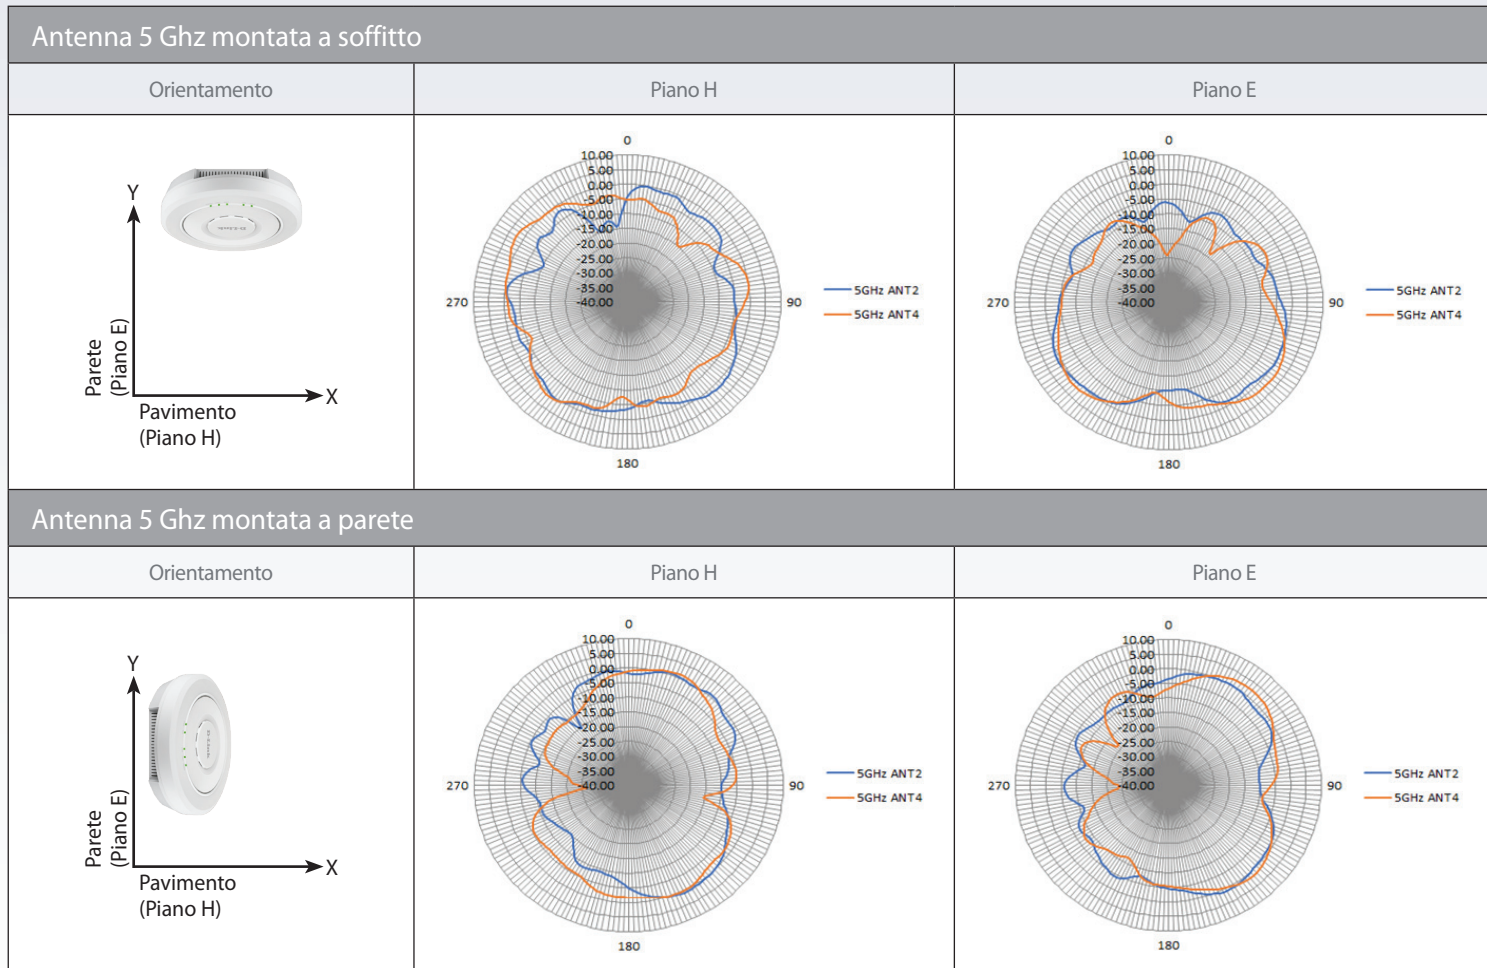 Antenna 5 Ghz montata a soffitto
Orientamento
Piano H
Piano E
Y
D-Link
Parete
(Piano E)
X
Pavimento
(Piano H)
0
10.00
5.00
0.00
-5.00
-10.00
-15.00
-20.00
-25.00
-30.00
-35.00
-40.00
270
90
180
5GHz ANT2
5GHz ANT4
0
10.00
5.00
0.00
-5.00
-10.00
-15.00
-20.00
-25.00
-30.00
-35.00
-40.00
270
90
180
5GHz ANT2
5GHz ANT4
Antenna 5 Ghz montata a parete
Orientamento
Piano H
Piano E
Y
D-Link
Parete
(Piano E)
X
Pavimento
(Piano H)
0
10.00
5.00
0.00
-5.00
-10.00
-15.00
-20.00
-25.00
-30.00
-35.00
-40.00
270
90
180
5GHz ANT2
5GHz ANT4
0
10.00
5.00
0.00
-5.00
-10.00
-15.00
-20.00
-25.00
-30.00
-35.00
-40.00
270
90
180
5GHz ANT2
5GHz ANT4